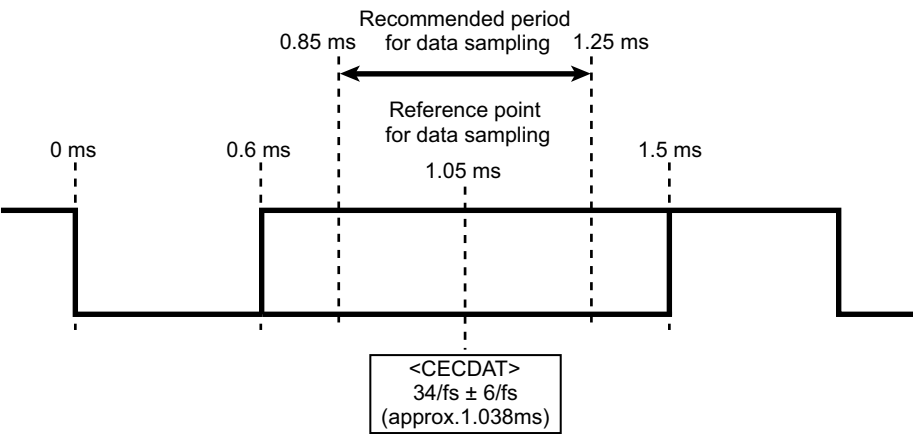 Recommended period
for data sampling
0.85 ms
1.25 ms
Reference point
for data sampling
0 ms
0.6 ms
1.05 ms
1.5 ms
<CECDAT>
34/fs ± 6/fs
(approx.1.038ms)